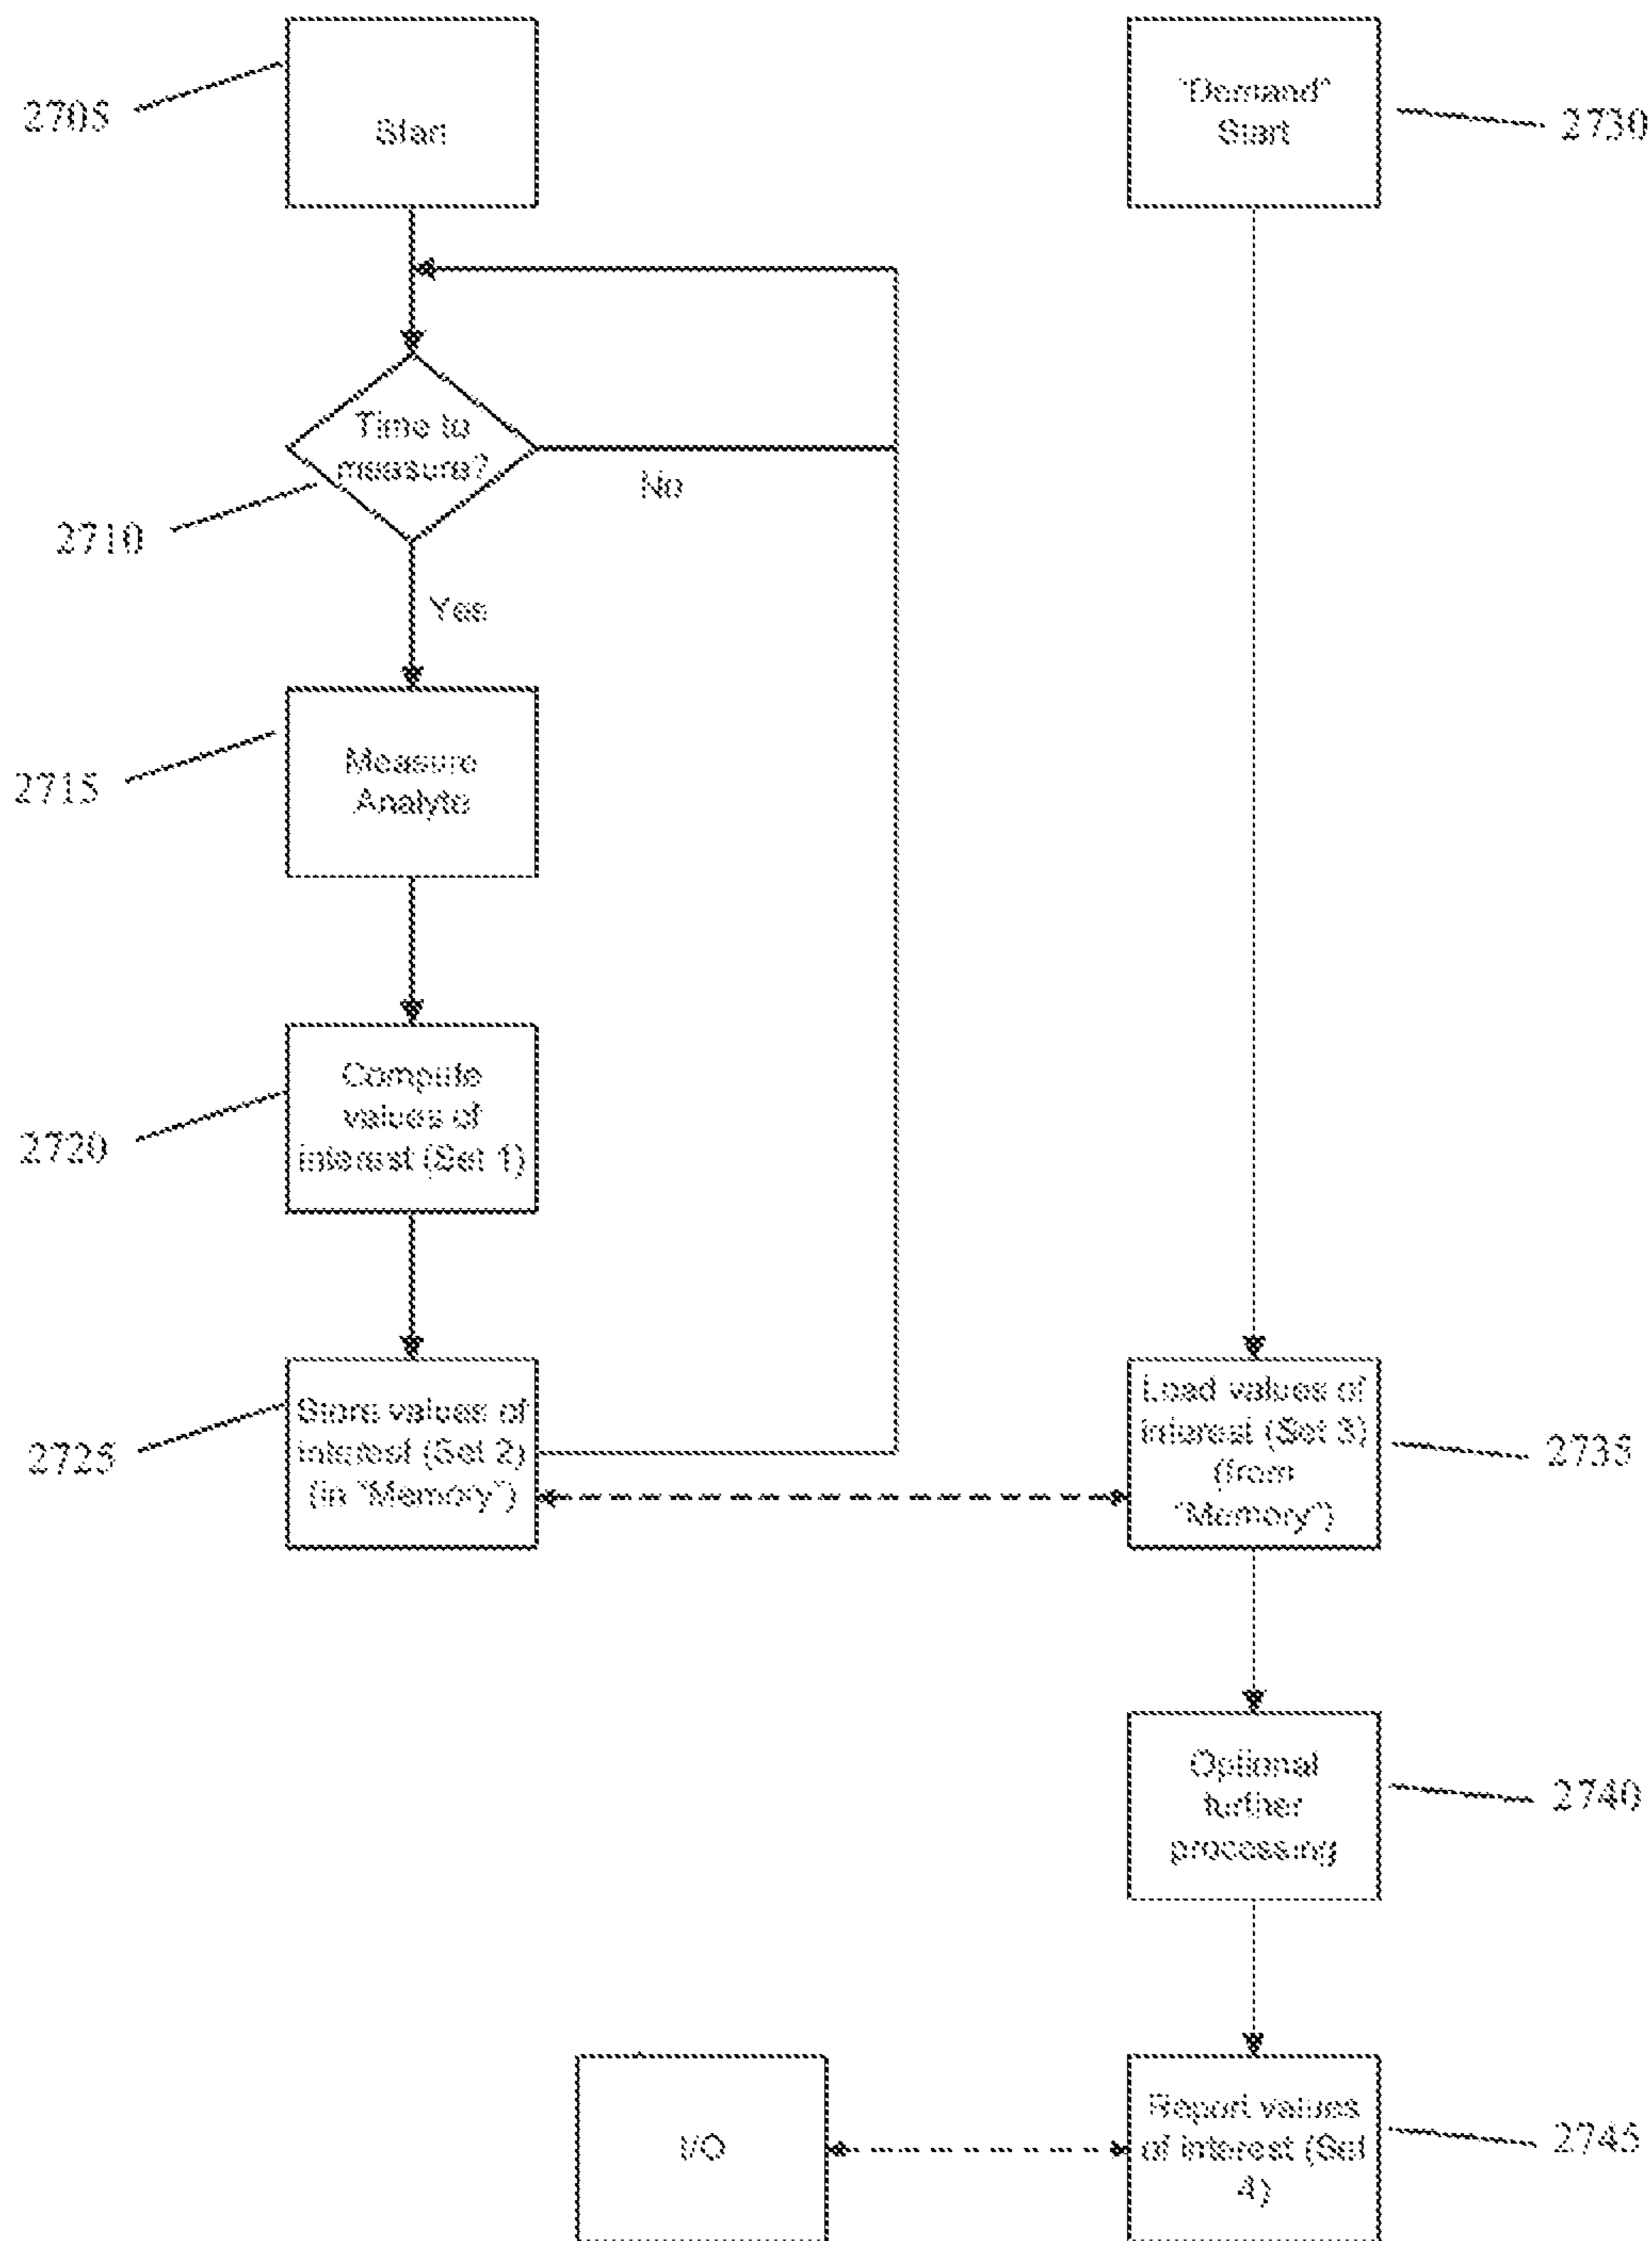 2705
Start
"Demand"
Start
2730
Time to
measure?
No
2710
Yes
Measure
Analyte
2715
Compute
values of
interest (Set 1)
2720
Store values of
interest (Set 2)
(in "Memory")
2725
Load values of
interest (Set 3)
(from
"Memory")
2735
Optional
further
processing
2740
I/O
Report values
of interest (Set
4)
2745